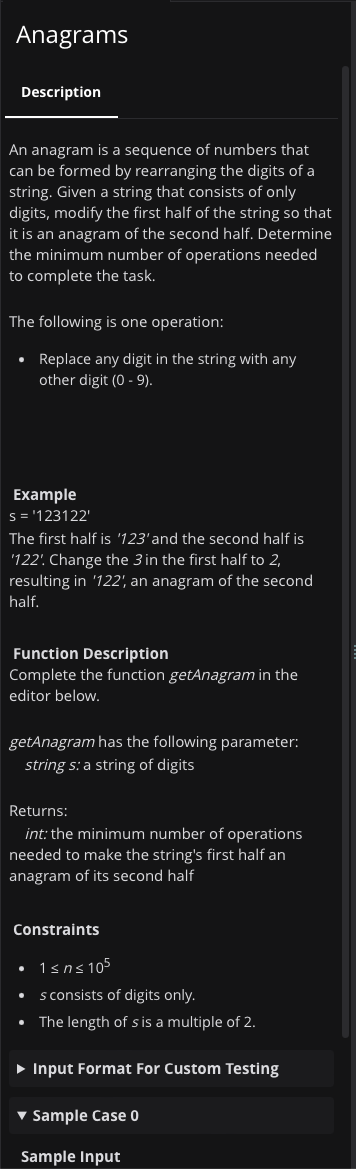 Anagrams
Description
An anagram is a sequence of numbers that
can be formed by rearranging the digits of a
string. Given a string that consists of only
digits, modify the first half of the string so that
it is an anagram of the second half. Determine
the minimum number of operations needed
to complete the task.
The following is one operation:
• Replace any digit in the string with any
other digit (0 - 9).
Example
s = '123122'
The first half is '123' and the second half is
'122'. Change the 3 in the first half to 2,
resulting in '122', an anagram of the second
half.
Function Description
Complete the function getAnagram in the
editor below.
getAnagram has the following parameter:
string s: a string of digits
Returns:
int: the minimum number of operations
needed to make the string's first half an
anagram of its second half
Constraints
• 1 ≤ n ≤ 10⁵
• s consists of digits only.
• The length of s is a multiple of 2.
▶ Input Format For Custom Testing
▼ Sample Case 0
Sample Input